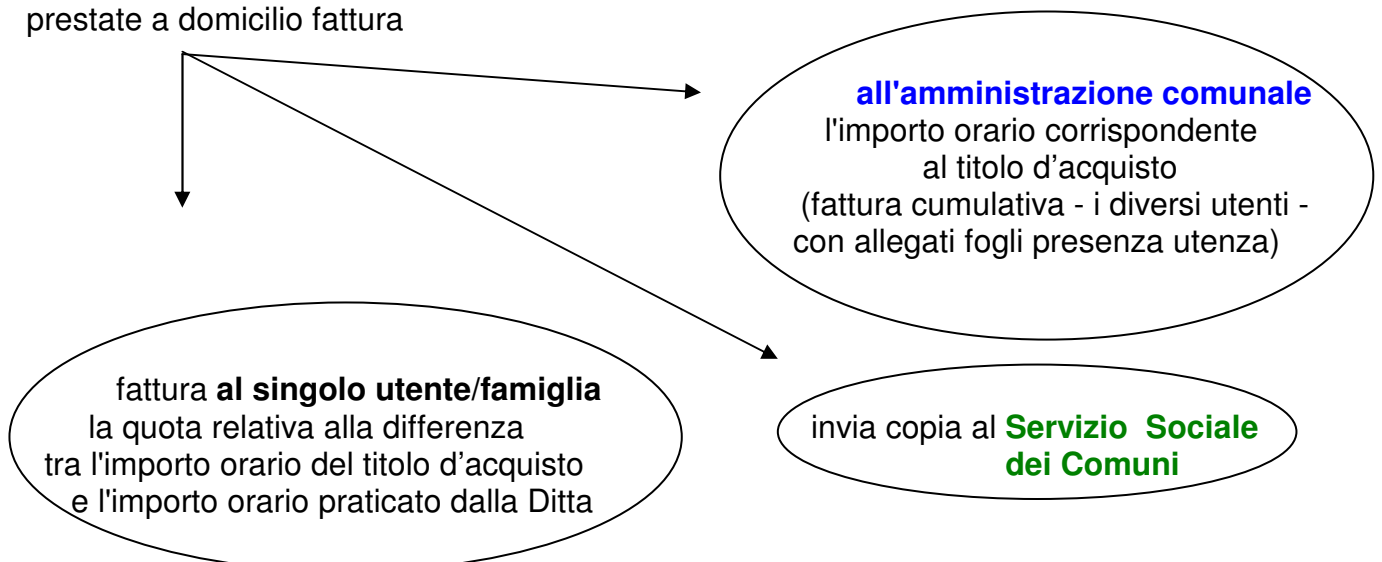 prestate a domicilio fattura
all'amministrazione comunale
l'importo orario corrispondente
al titolo d’acquisto
(fattura cumulativa - i diversi utenti -
con allegati fogli presenza utenza)
fattura al singolo utente/famiglia
la quota relativa alla differenza
tra l'importo orario del titolo d’acquisto
e l'importo orario praticato dalla Ditta
invia copia al Servizio Sociale
dei Comuni